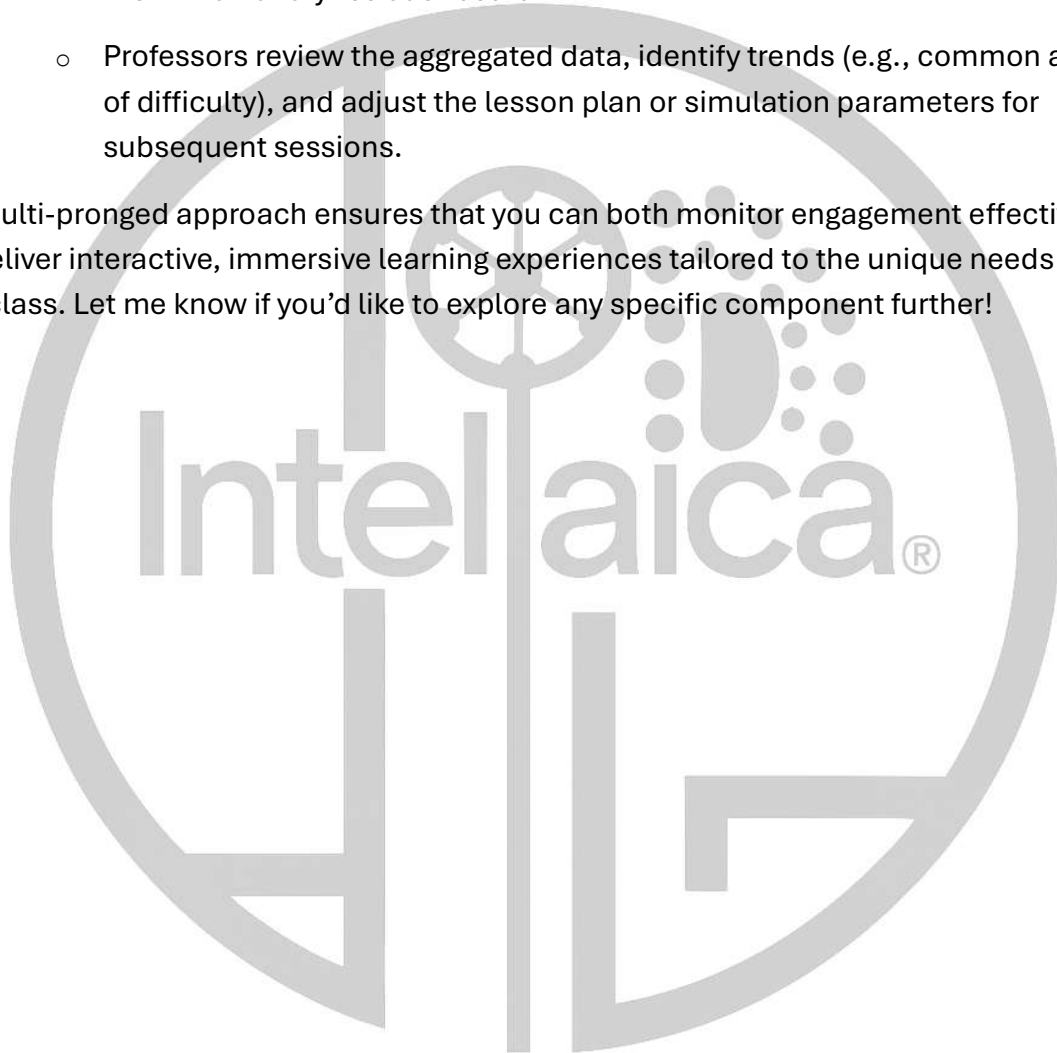 Professors review the aggregated data, identify trends (e.g., common a
of difficulty), and adjust the lesson plan or simulation parameters for
subsequent sessions.
ulti-pronged approach ensures that you can both monitor engagement effecti
eliver interactive, immersive learning experiences tailored to the unique needs
lass. Let me know if you’d like to explore any specific component further!
Intellaica®